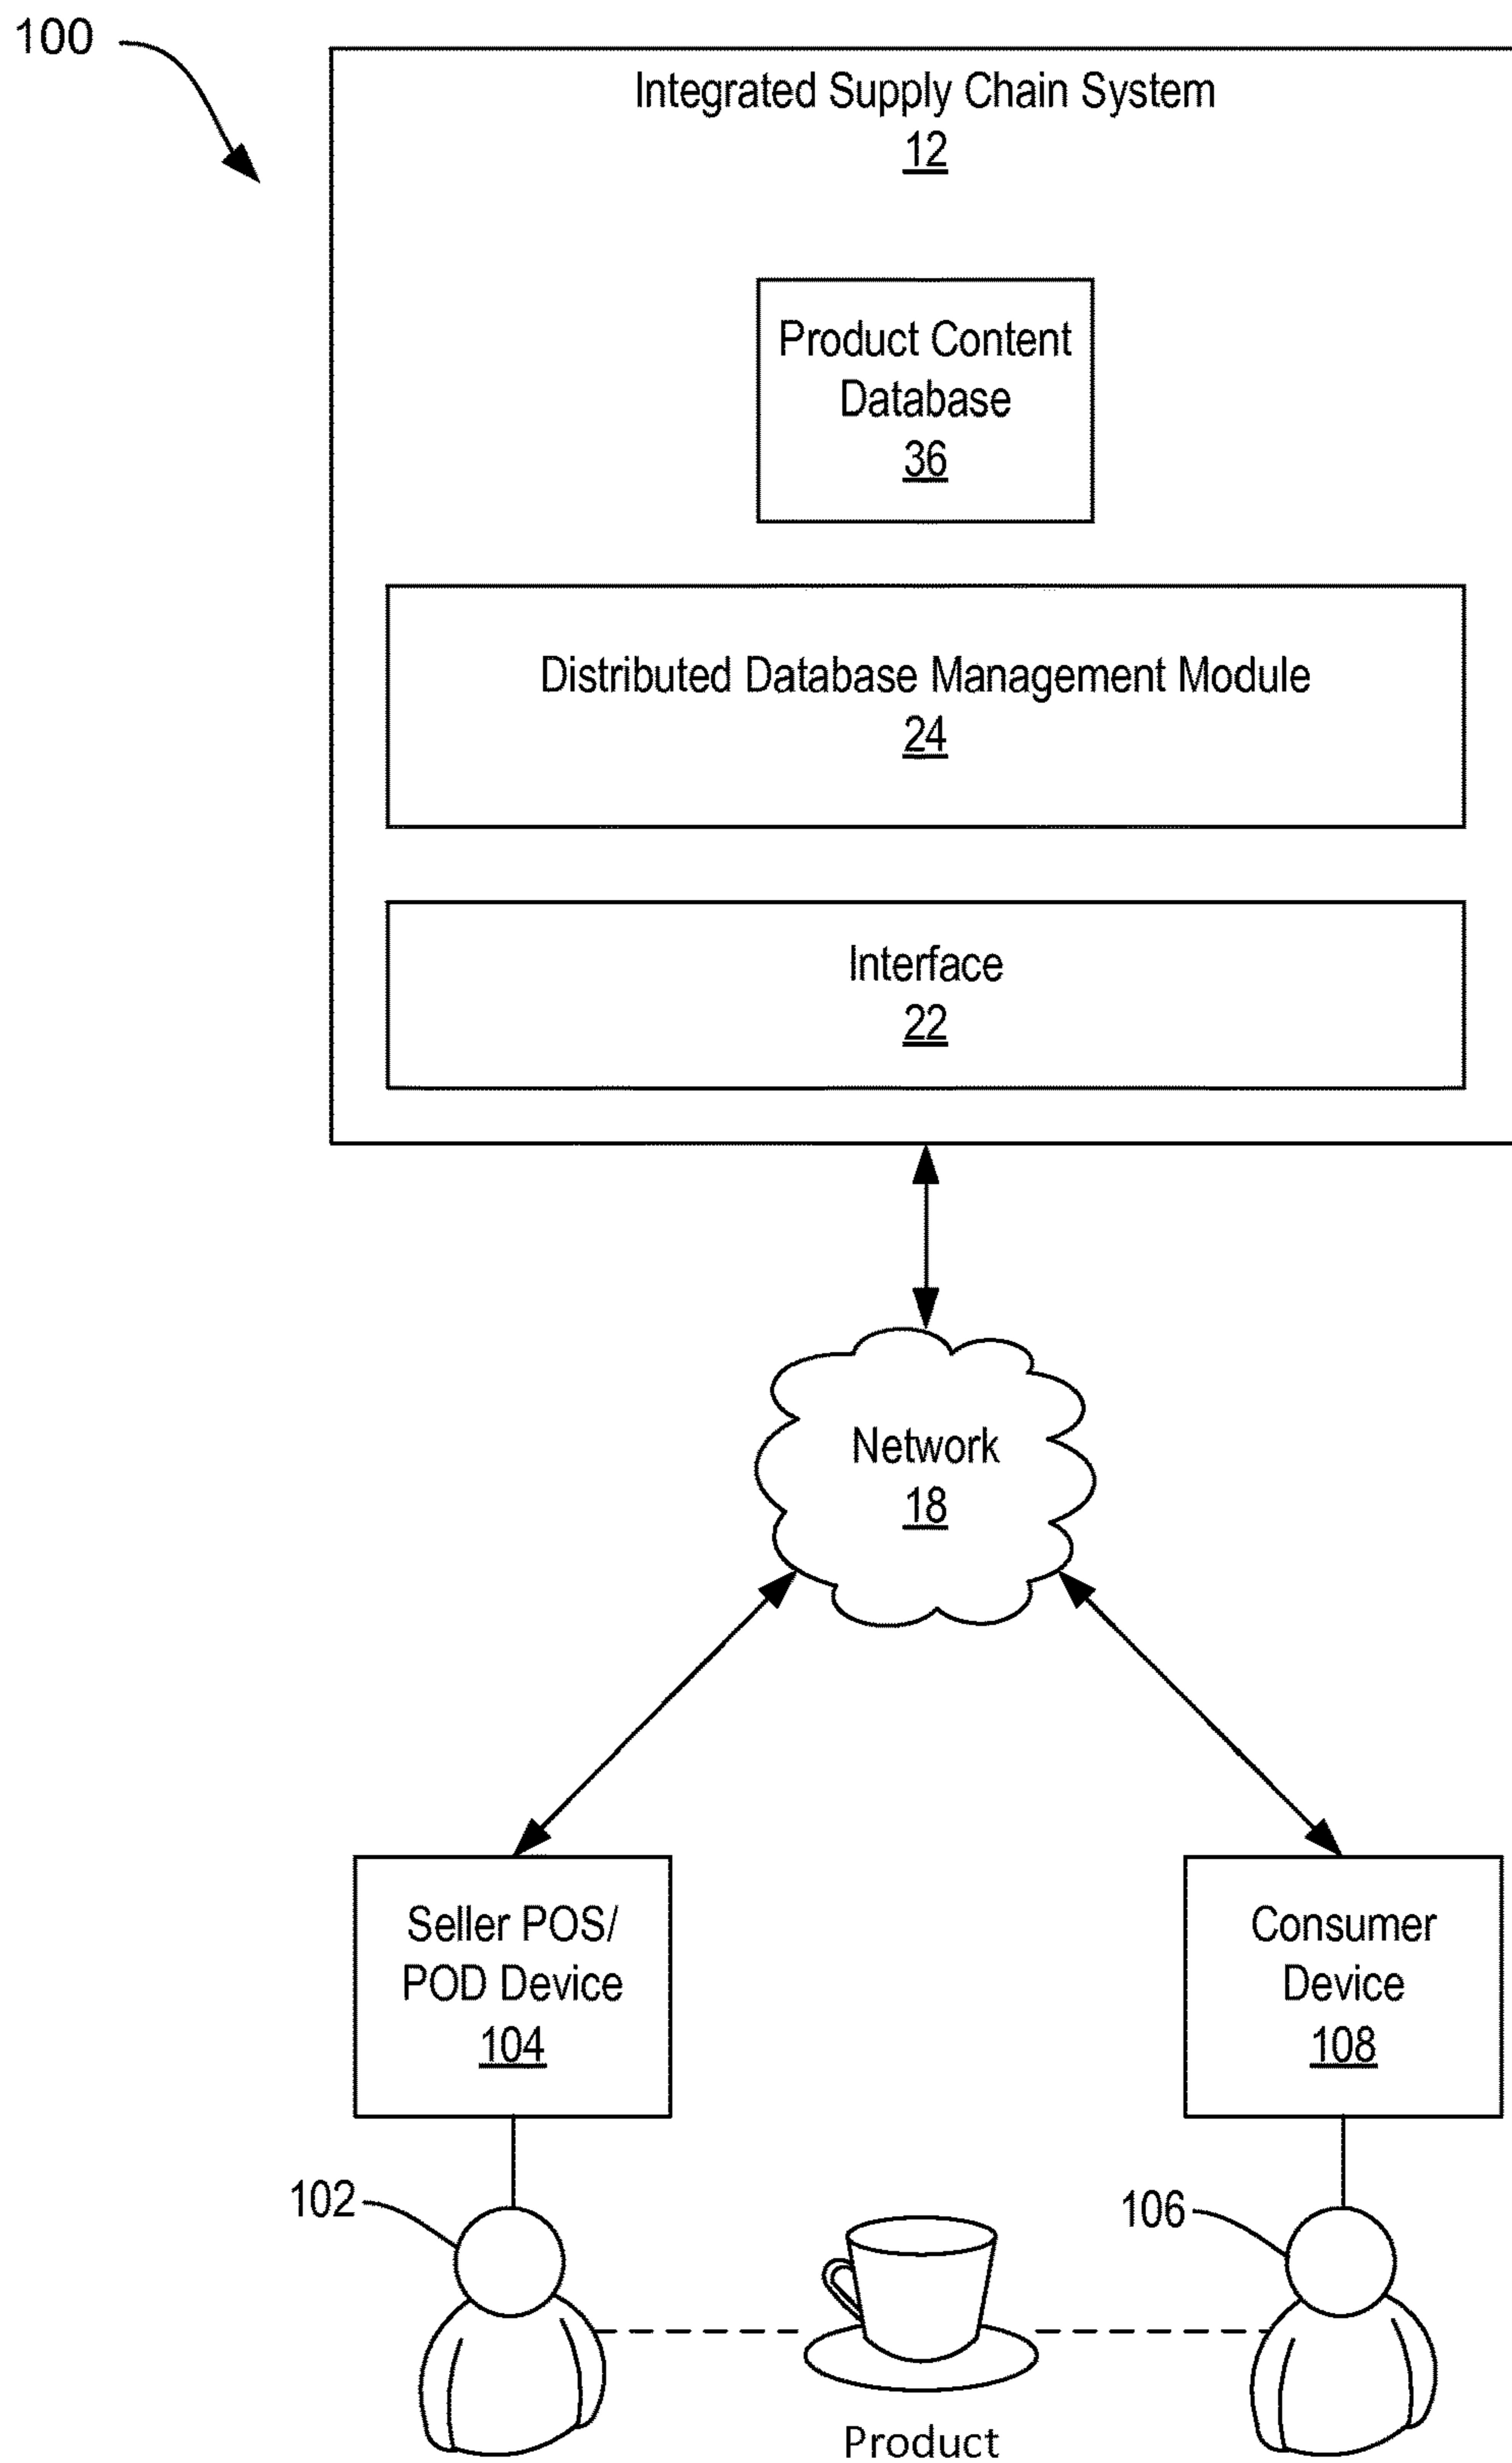 100
Integrated Supply Chain System
12
Product Content
Database
36
Distributed Database Management Module
24
Interface
22
Network
18
Seller POS/
POD Device
104
Consumer
Device
108
102
106
Product